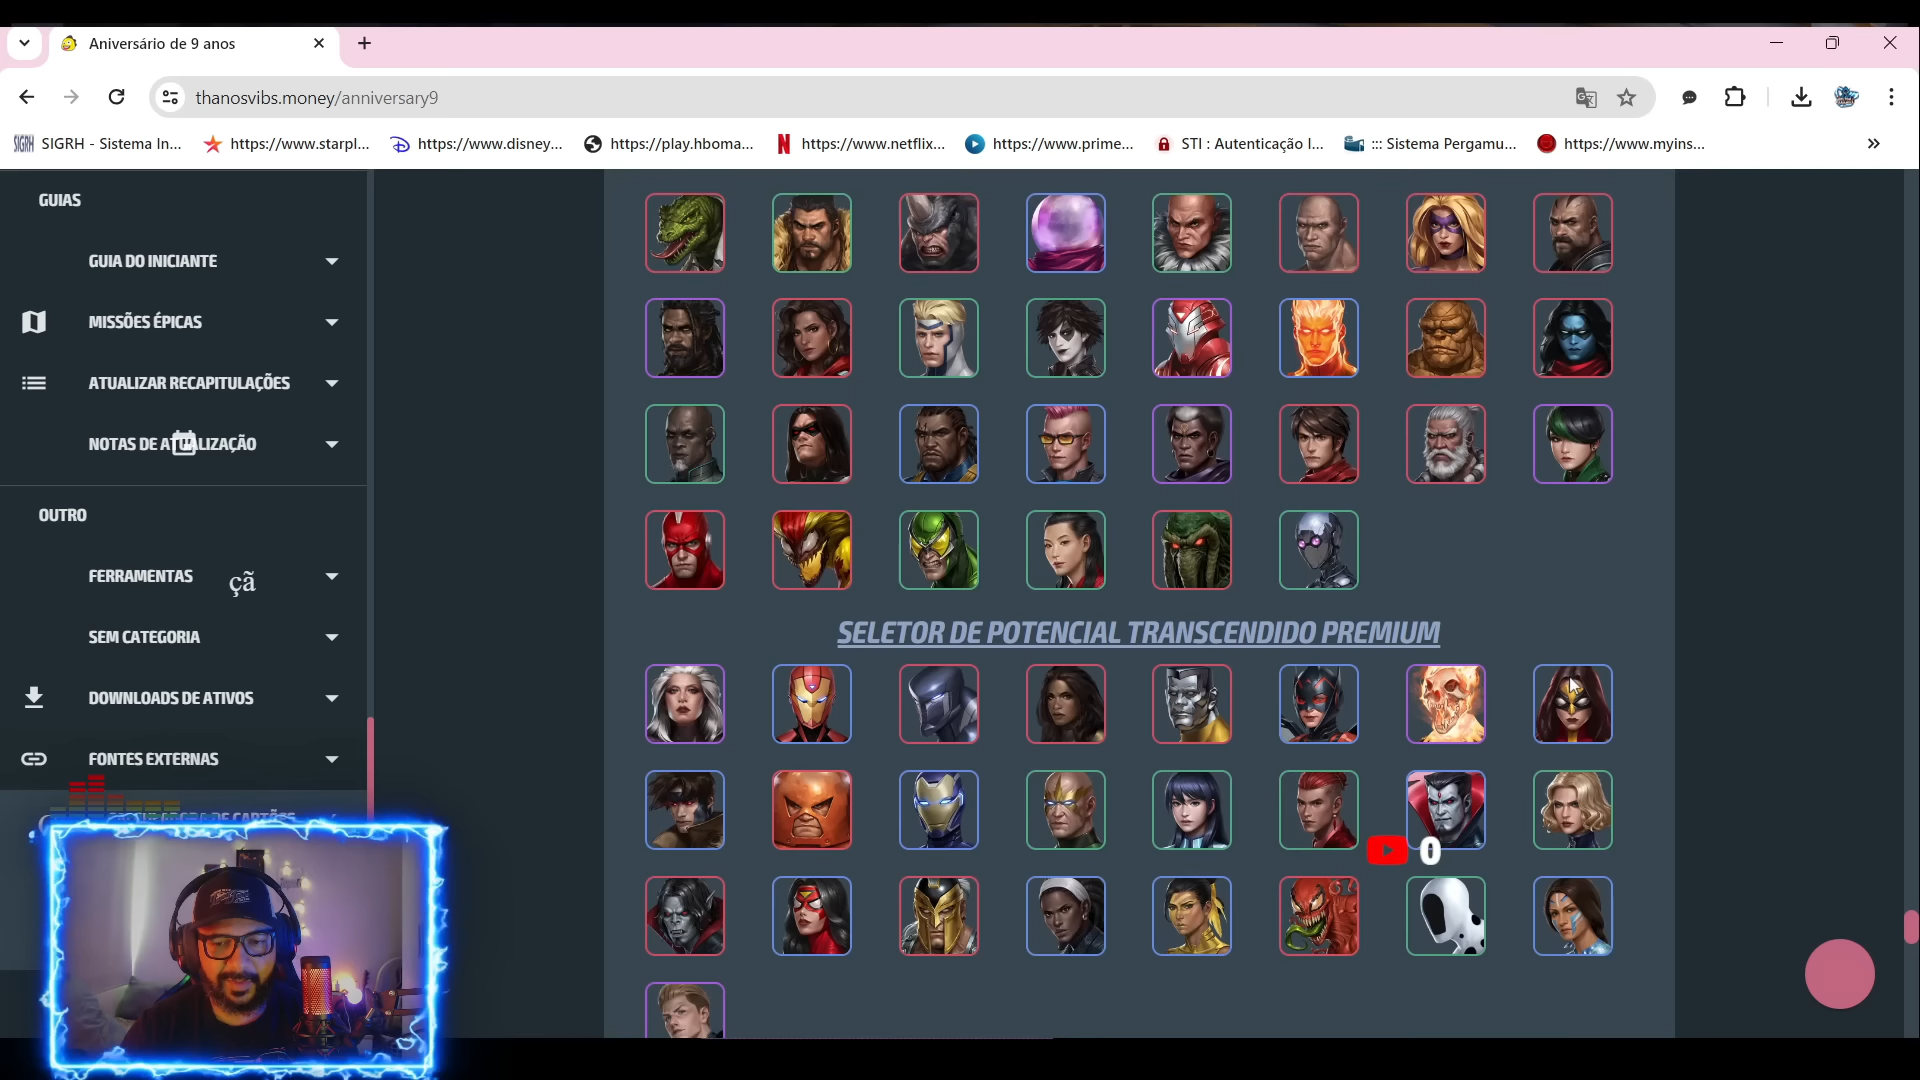 Aniversário de 9 anos
thanosvibs.money/anniversary9
SIGRH - Sistema In...
https://www.starpl...
https://www.disney...
https://play.hboma...
https://www.netflix...
https://www.prime...
STI : Autenticação I...
::: Sistema Pergamu...
https://www.myins...
GUIAS
GUIA DO INICIANTE
MISSÕES ÉPICAS
ATUALIZAR RECAPITULAÇÕES
NOTAS DE ATUALIZAÇÃO
OUTRO
FERRAMENTAS
çã
SEM CATEGORIA
DOWNLOADS DE ATIVOS
FONTES EXTERNAS
DE CARTÕES
SELETOR DE POTENCIAL TRANSCENDIDO PREMIUM
0